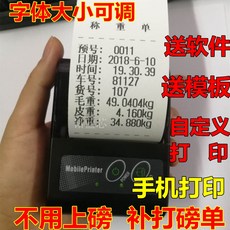 字体大小可调
称 重 单
预号: 0011
日期: 2018-6-10
时间: 19.30.39
车号: 81127
货号: 107
毛重: 49.0404kg
皮重: 4.160kg
净重: 34.880kg
送软件
送模板
自定义
打 印
MobilePrinter
手机打印
不用上磅 补打磅单